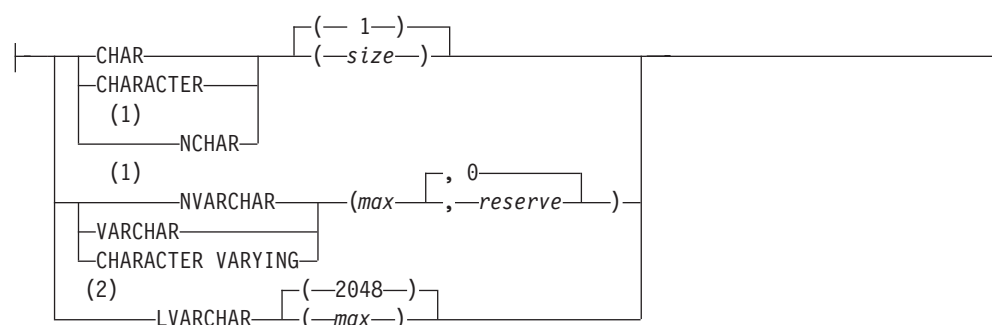 ( 1 )
CHAR ( size )
CHARACTER
(1)
NCHAR
(1)
, 0
NVARCHAR (max , reserve )
VARCHAR
CHARACTER VARYING
(2)
( 2048 )
LVARCHAR ( max )